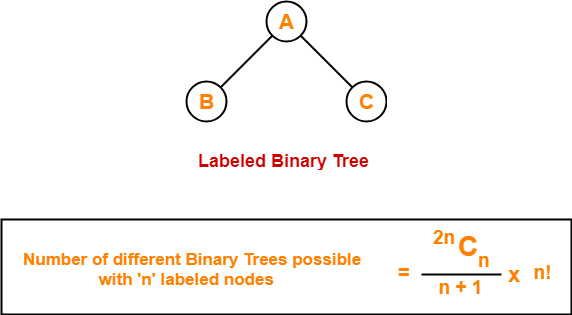 A
B C
Labeled Binary Tree
Number of different Binary Trees possible
with 'n' labeled nodes
= 2nCn / n + 1 x n!